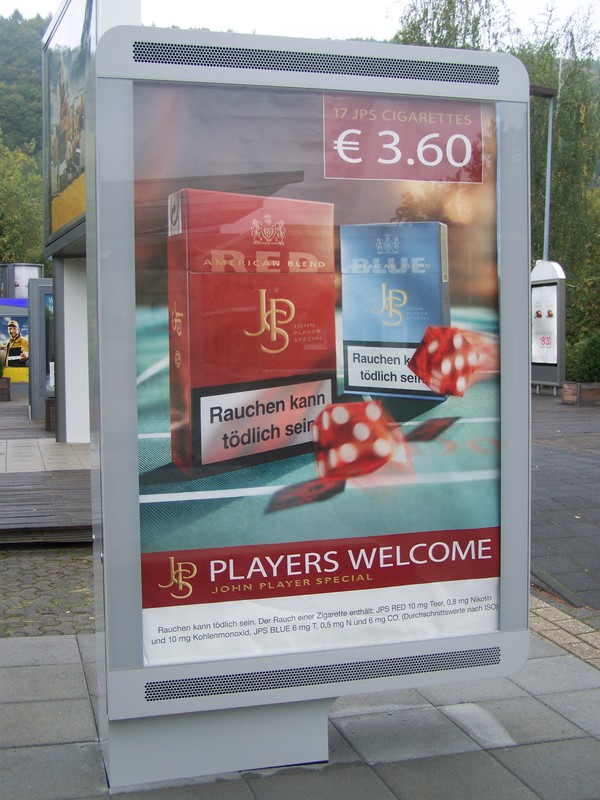 17 JPS CIGARETTES
€ 3.60
RED
AMERICAN BLEND
JPS
JOHN
PLAYER
SPECIAL
Rauchen kann
tödlich sein
BLUE
JPS
Rauchen
tödlich sein
JPS PLAYERS WELCOME
JOHN PLAYER SPECIAL
Rauchen kann tödlich sein. Der Rauch einer Zigarette enthält: JPS RED 10 mg Teer, 0,8 mg Nikotin
und 10 mg Kohlenmonoxid, JPS BLUE 6 mg T, 0,5 mg N und 6 mg CO. (Durchschnittswerte nach ISO)